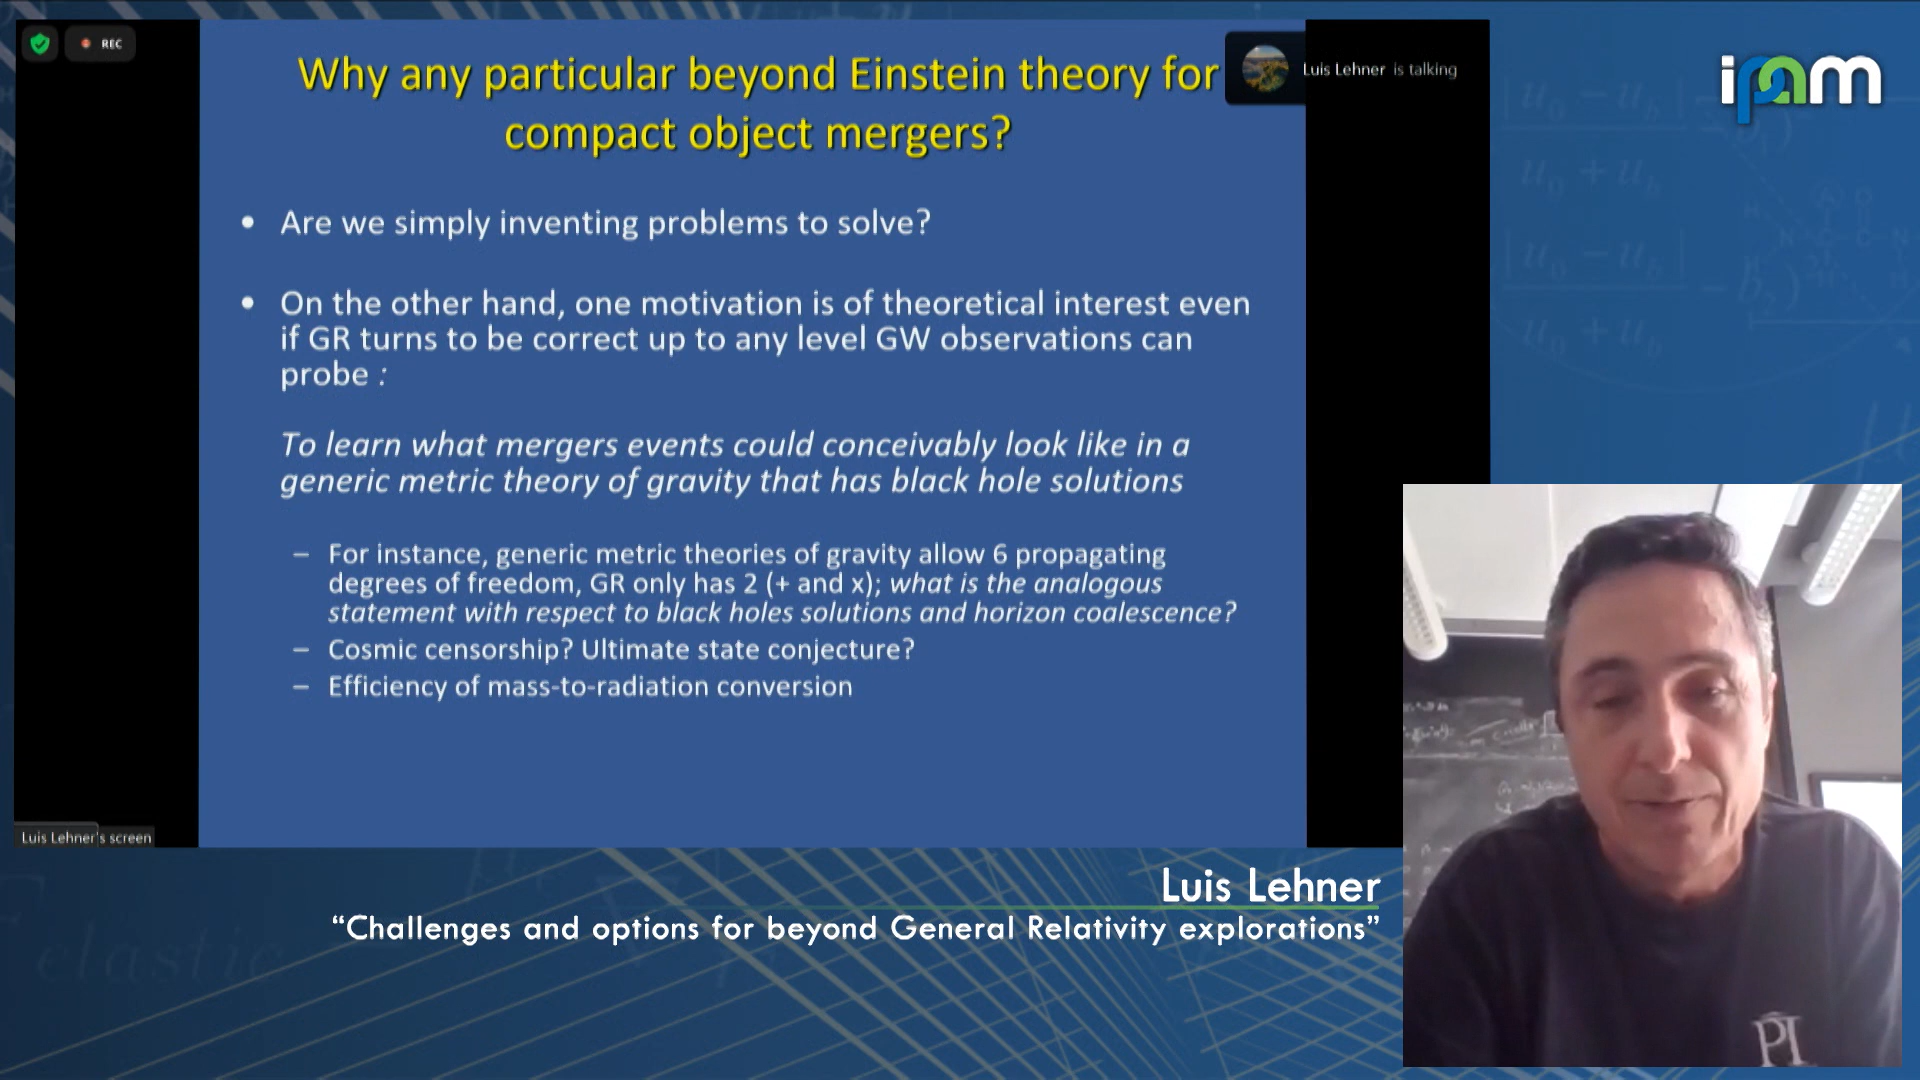 REC
Why any particular beyond Einstein theory for
compact object mergers?
Luis Lehner is talking
ipam
• Are we simply inventing problems to solve?
• On the other hand, one motivation is of theoretical interest even
if GR turns to be correct up to any level GW observations can
probe :
To learn what mergers events could conceivably look like in a
generic metric theory of gravity that has black hole solutions
– For instance, generic metric theories of gravity allow 6 propagating
degrees of freedom, GR only has 2 (+ and x); what is the analogous
statement with respect to black holes solutions and horizon coalescence?
– Cosmic censorship? Ultimate state conjecture?
– Efficiency of mass-to-radiation conversion
Luis Lehner's screen
Luis Lehner
“Challenges and options for beyond General Relativity explorations”
PI
elastic